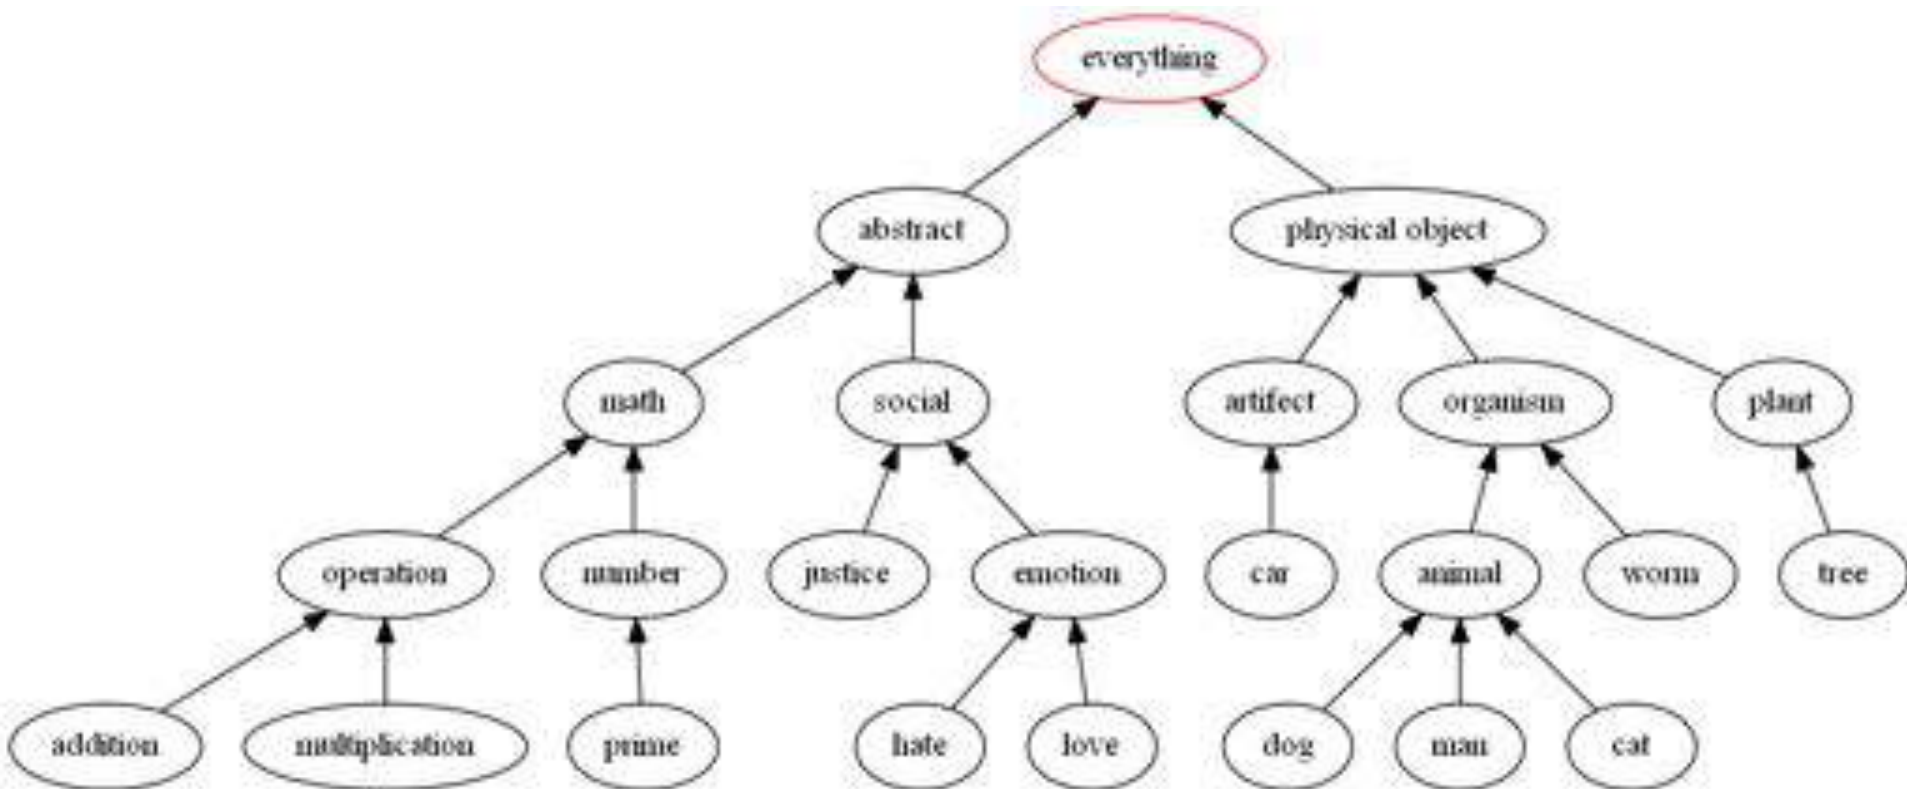 everything
abstract
physical object
math
social
artifect
organism
plant
operation
number
justice
emotion
car
animal
worm
tree
addition
multiplication
prime
hate
love
dog
man
cat